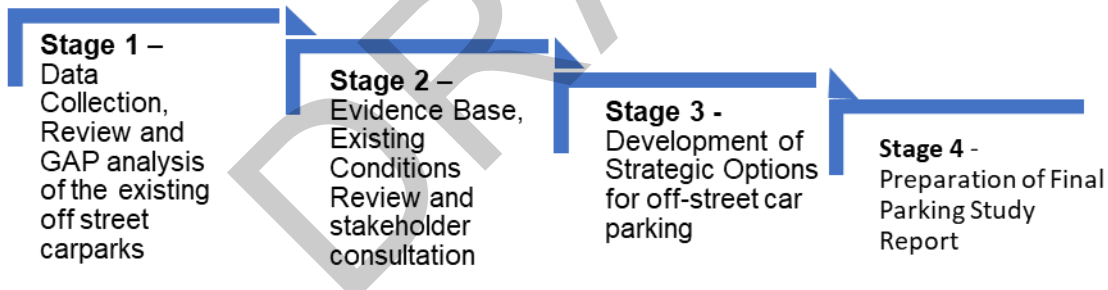 Stage 1 –
Data
Collection,
Review and
GAP analysis
of the existing
off street
carparks
Stage 2 –
Evidence Base,
Existing
Conditions
Review and
stakeholder
consultation
Stage 3 -
Development of
Strategic Options
for off-street car
parking
Stage 4 -
Preparation of Final
Parking Study
Report